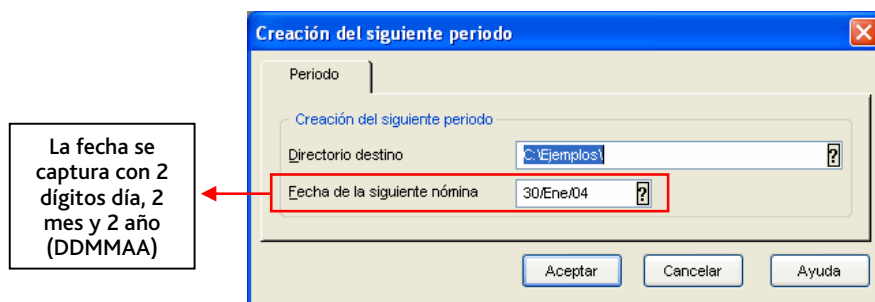 Creación del siguiente periodo
Periodo
Creación del siguiente periodo
Directorio destino
C:\Ejemplos\
?
Fecha de la siguiente nómina
30/Ene/04
?
Aceptar
Cancelar
Ayuda
La fecha se
captura con 2
dígitos día, 2
mes y 2 año
(DDMMAA)